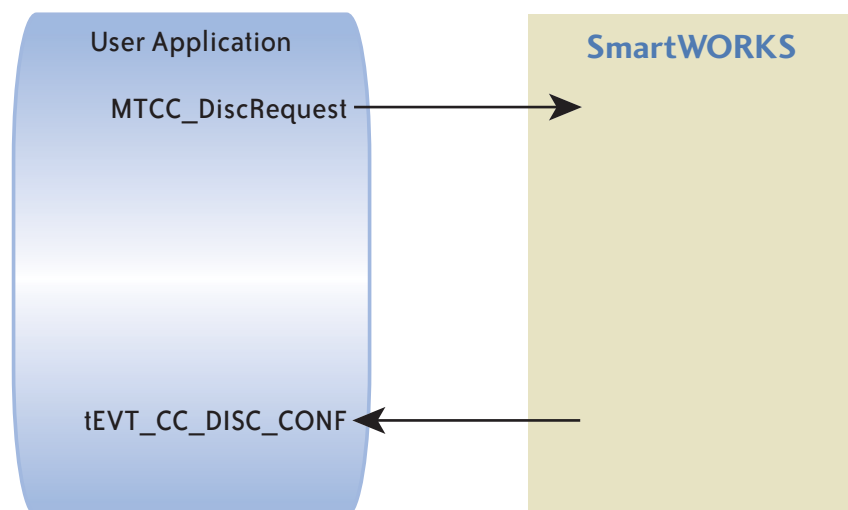 User Application
SmartWORKS
MTCC_DiscRequest
tEVT_CC_DISC_CONF